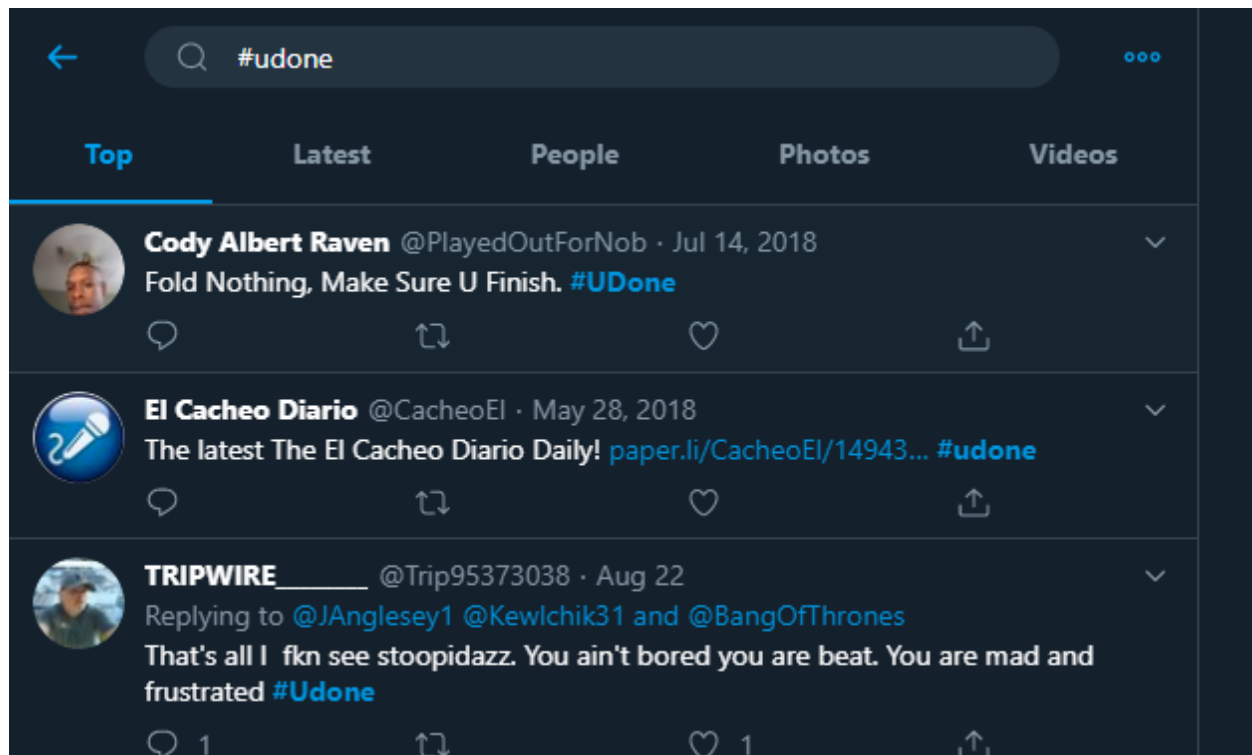 #udone
Top Latest People Photos Videos
Cody Albert Raven @PlayedOutForNob · Jul 14, 2018
Fold Nothing, Make Sure U Finish. #UDone
El Cacheo Diario @CacheoEl · May 28, 2018
The latest The El Cacheo Diario Daily! paper.li/CacheoEl/14943... #udone
TRIPWIRE_______ @Trip95373038 · Aug 22
Replying to @JAnglesey1 @Kewlchik31 and @BangOfThrones
That's all I fkn see stoopidazz. You ain't bored you are beat. You are mad and
frustrated #Udone
1 1